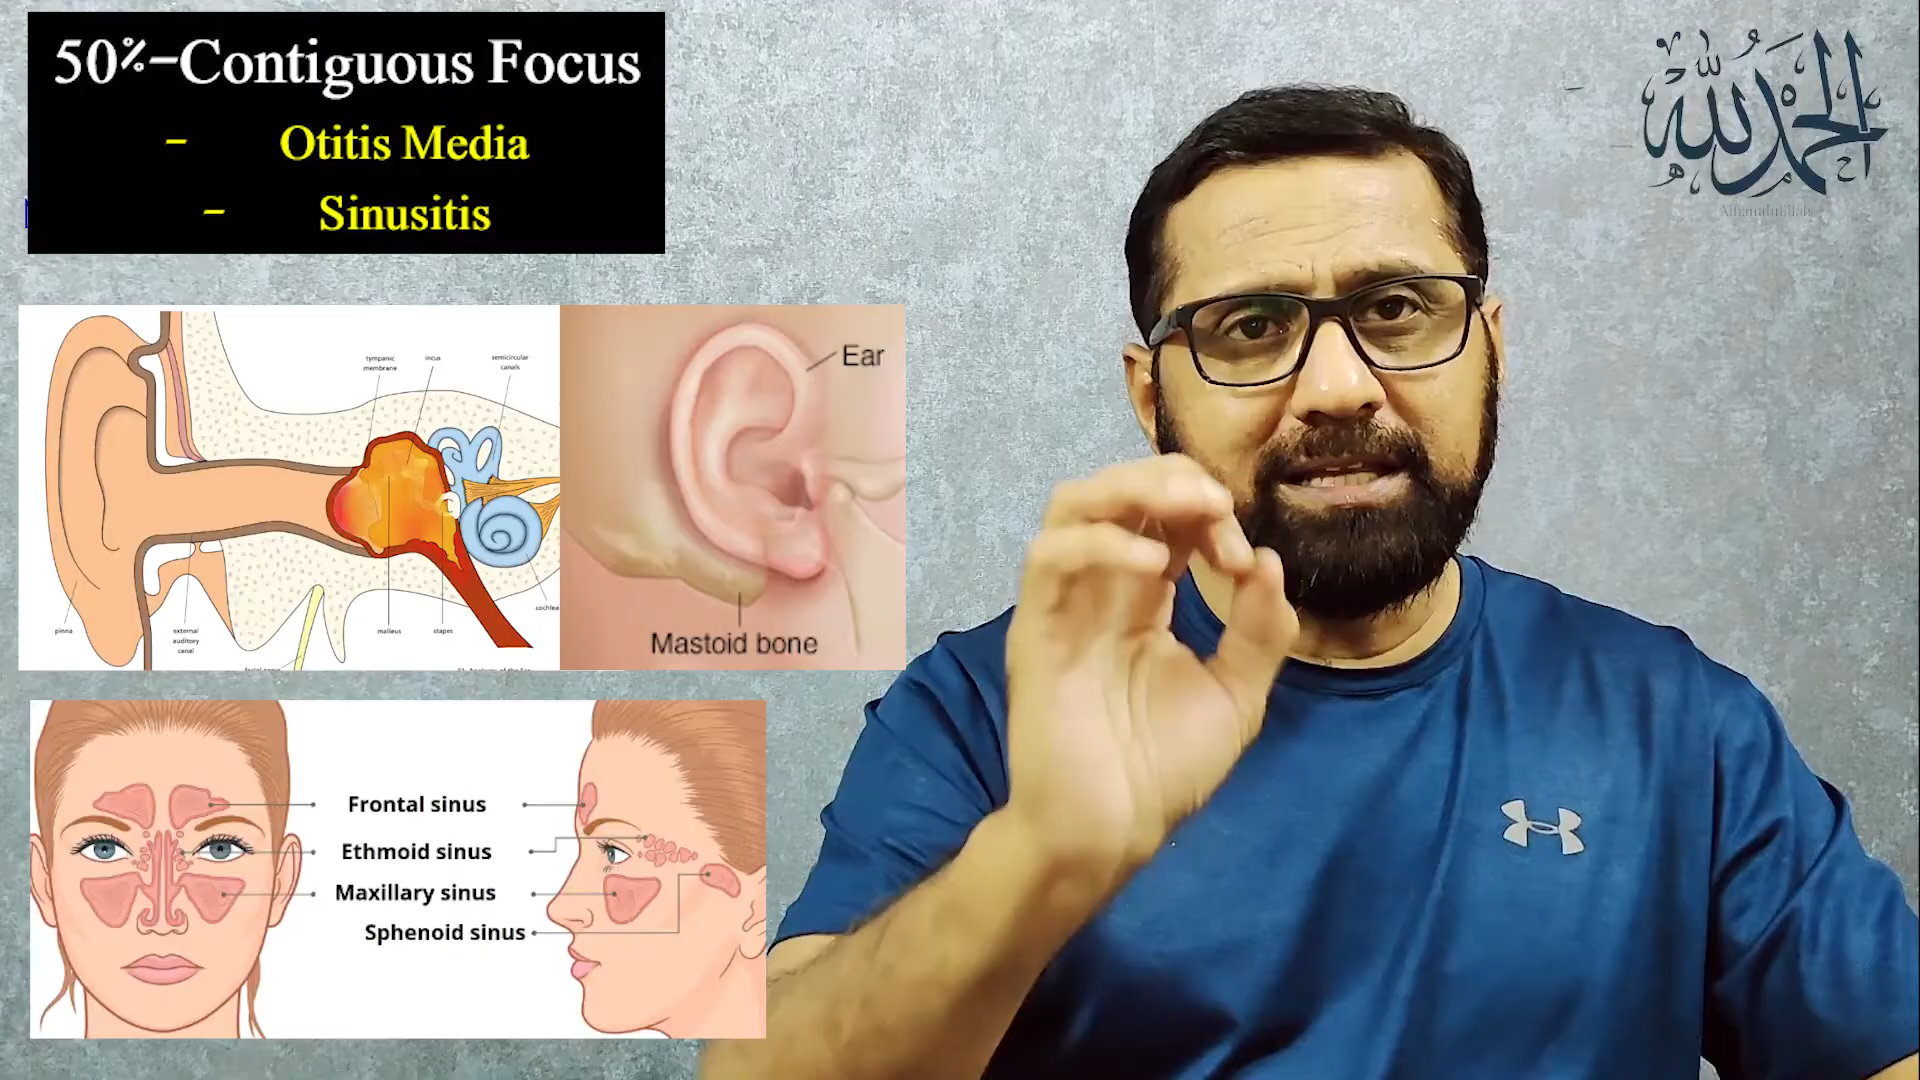 50%-Contiguous Focus
- Otitis Media
- Sinusitis
الحمد لله
Alhamdulillah
tympanic
membrane
incus
semicircular
canals
Ear
pinna
external
auditory
canal
malleus
stapes
cochlea
Mastoid bone
Frontal sinus
Ethmoid sinus
Maxillary sinus
Sphenoid sinus